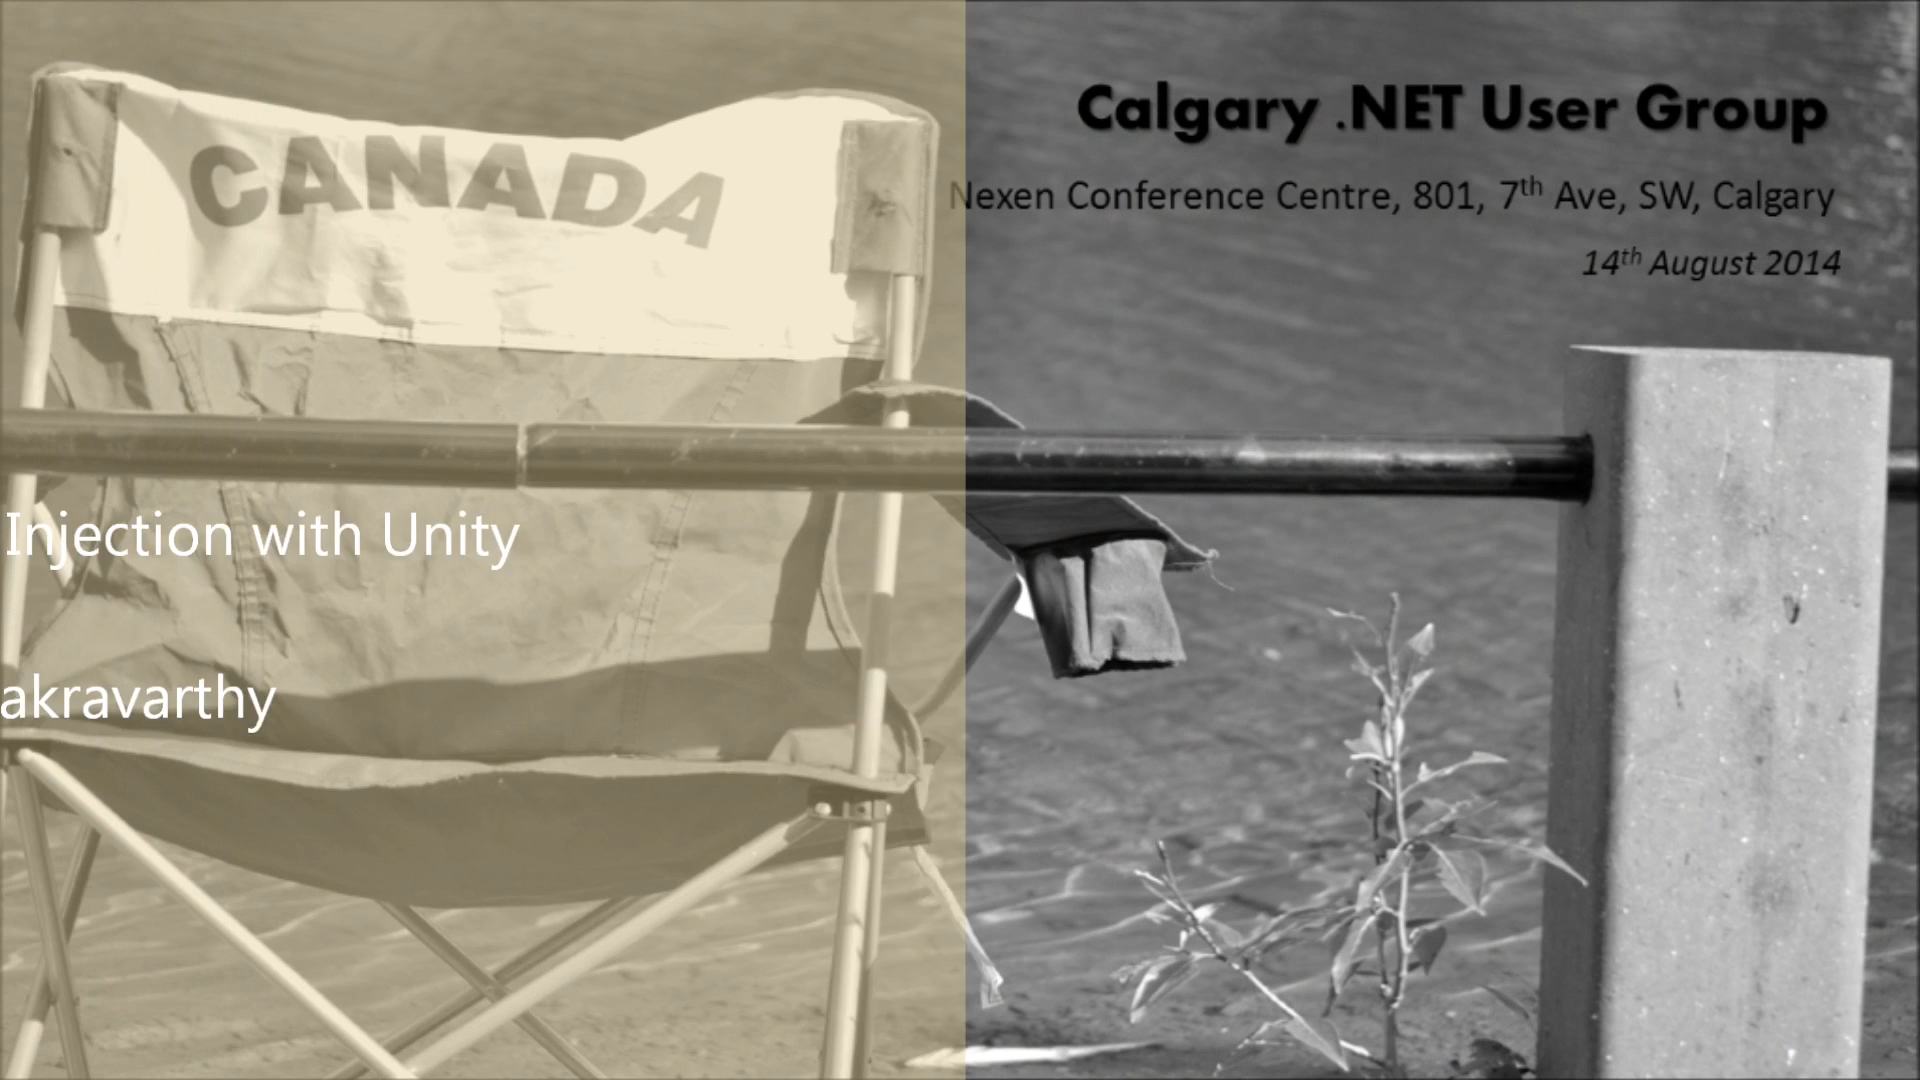 CANADA
Calgary .NET User Group
Nexen Conference Centre, 801, 7th Ave, SW, Calgary
14th August 2014
Injection with Unity
akravarthy